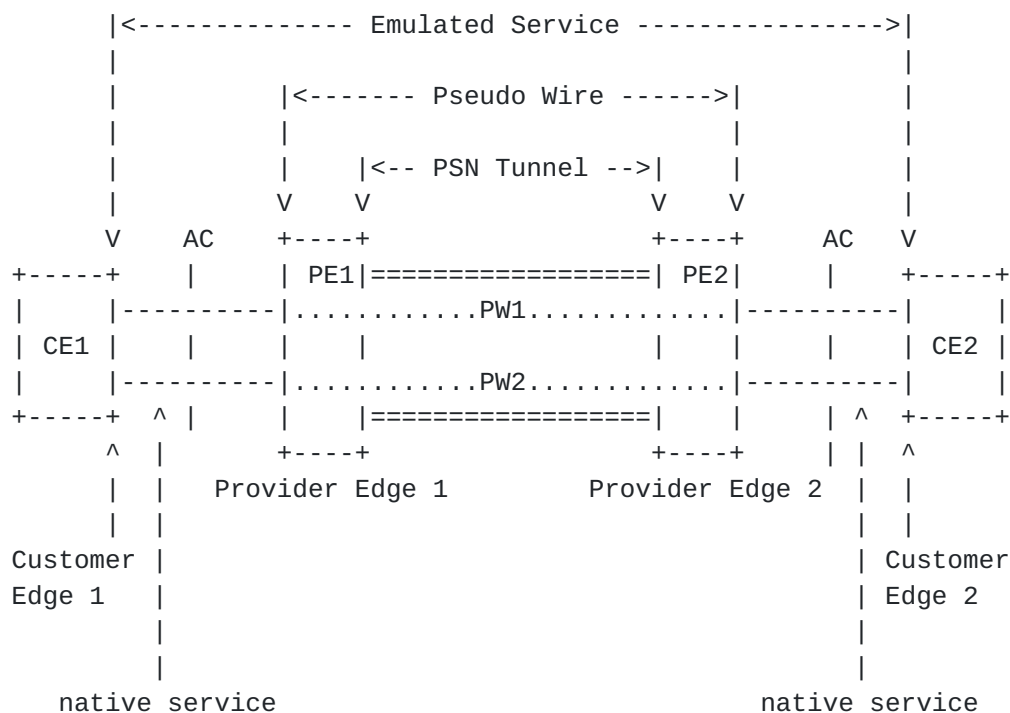 |<-------------- Emulated Service ---------------->|
|                                                  |
|          |<------- Pseudo Wire ------>|          |
|          |                            |          |
|          |    |<-- PSN Tunnel -->|    |          |
|          V    V                  V    V          |
V    AC    +----+                  +----+     AC   V
+-----+    |     | PE1|==================| PE2|     |    +-----+
|     |----------|............PW1.............|----------|     |
| CE1 |    |     |    |                  |    |     |    | CE2 |
|     |----------|............PW2.............|----------|     |
+-----+  ^ |     |    |==================|    |     | ^  +-----+
      ^  |       +----+                  +----+     | |  ^
      |  |   Provider Edge 1         Provider Edge 2  |  |
      |  |                                            |  |
Customer |                                            | Customer
Edge 1   |                                            | Edge 2
         |                                            |
         |                                            |
   native service                               native service